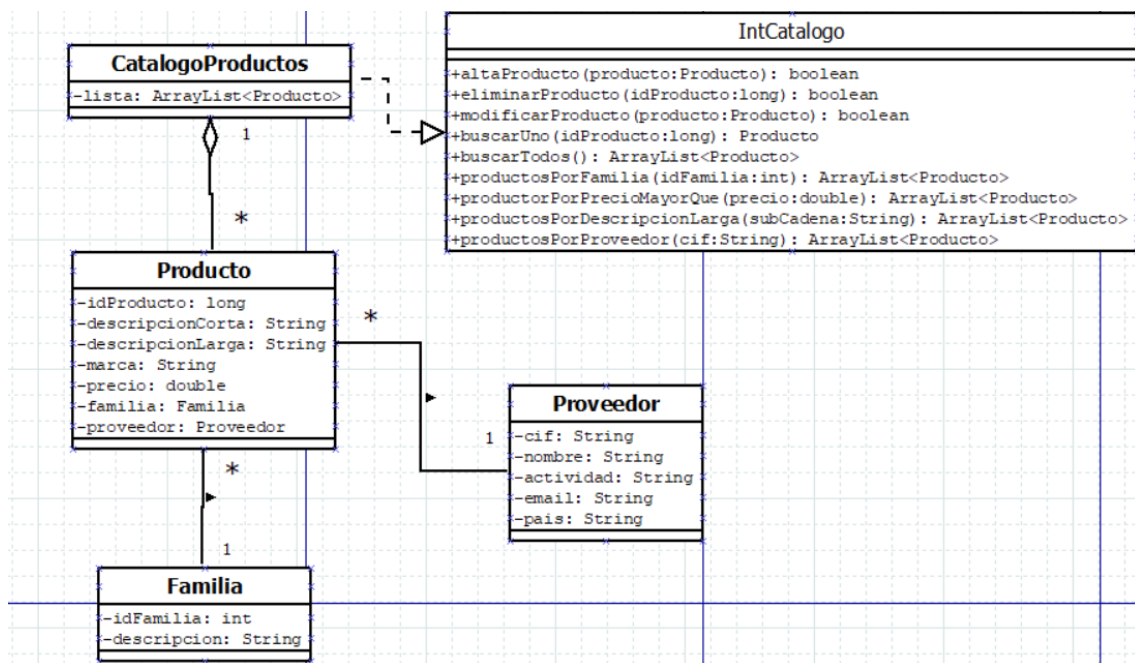 CatalogoProductos
-lista: ArrayList<Producto>
1
*
IntCatalogo
+altaProducto(producto:Producto): boolean
+eliminarProducto(idProducto:long): boolean
+modificarProducto(producto:Producto): boolean
+buscarUno(idProducto:long): Producto
+buscarTodos(): ArrayList<Producto>
+productosPorFamilia(idFamilia:int): ArrayList<Producto>
+productorPorPrecioMayorQue(precio:double): ArrayList<Producto>
+productosPorDescripcionLarga(subCadena:String): ArrayList<Producto>
+productosPorProveedor(cif:String): ArrayList<Producto>
Producto
-idProducto: long
-descripcionCorta: String
-descripcionLarga: String
-marca: String
-precio: double
-familia: Familia
-proveedor: Proveedor
*
1
Proveedor
-cif: String
-nombre: String
-actividad: String
-email: String
-pais: String
*
1
Familia
-idFamilia: int
-descripcion: String